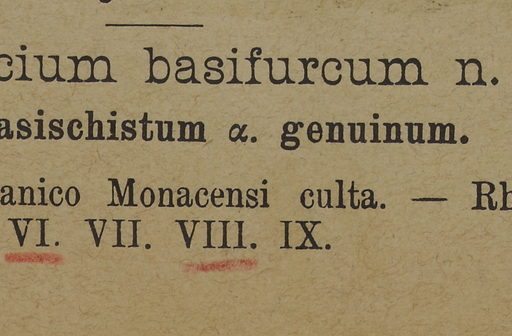 cium basifurcum n.
asischistum α. genuinum.
anico Monacensi culta. — Rh
VI. VII. VIII. IX.